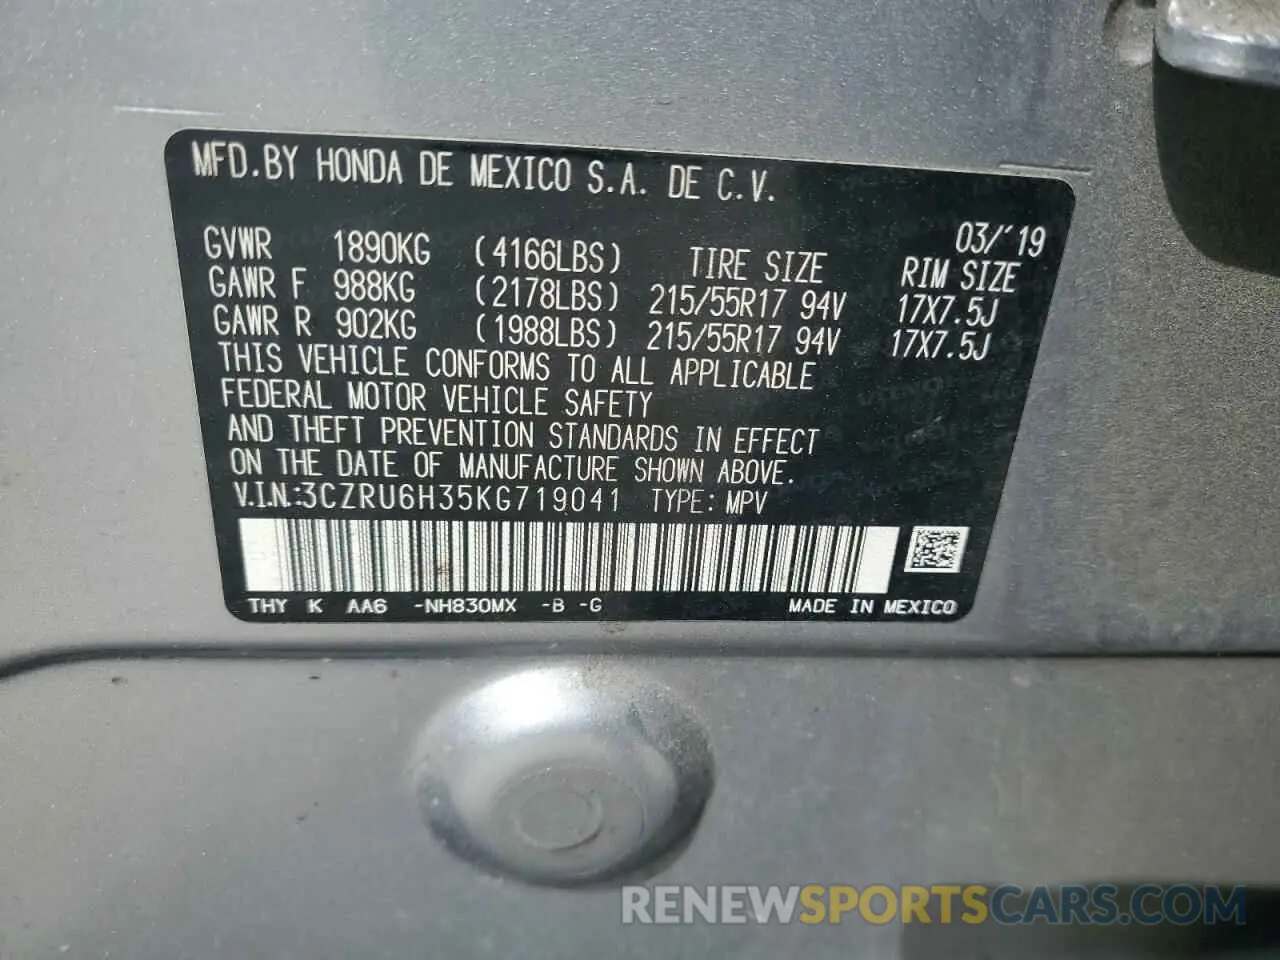 MFD.BY HONDA DE MEXICO S.A. DE C.V.
03/'19
GVWR 1890KG (4166LBS) TIRE SIZE RIM SIZE
GAWR F 988KG (2178LBS) 215/55R17 94V 17X7.5J
GAWR R 902KG (1988LBS) 215/55R17 94V 17X7.5J
THIS VEHICLE CONFORMS TO ALL APPLICABLE
FEDERAL MOTOR VEHICLE SAFETY
AND THEFT PREVENTION STANDARDS IN EFFECT
ON THE DATE OF MANUFACTURE SHOWN ABOVE.
V.I.N.:3CZRU6H35KG719041 TYPE: MPV
THY K AA6 -NH830MX -B -G MADE IN MEXICO
RENEWSPORTSCARS.COM